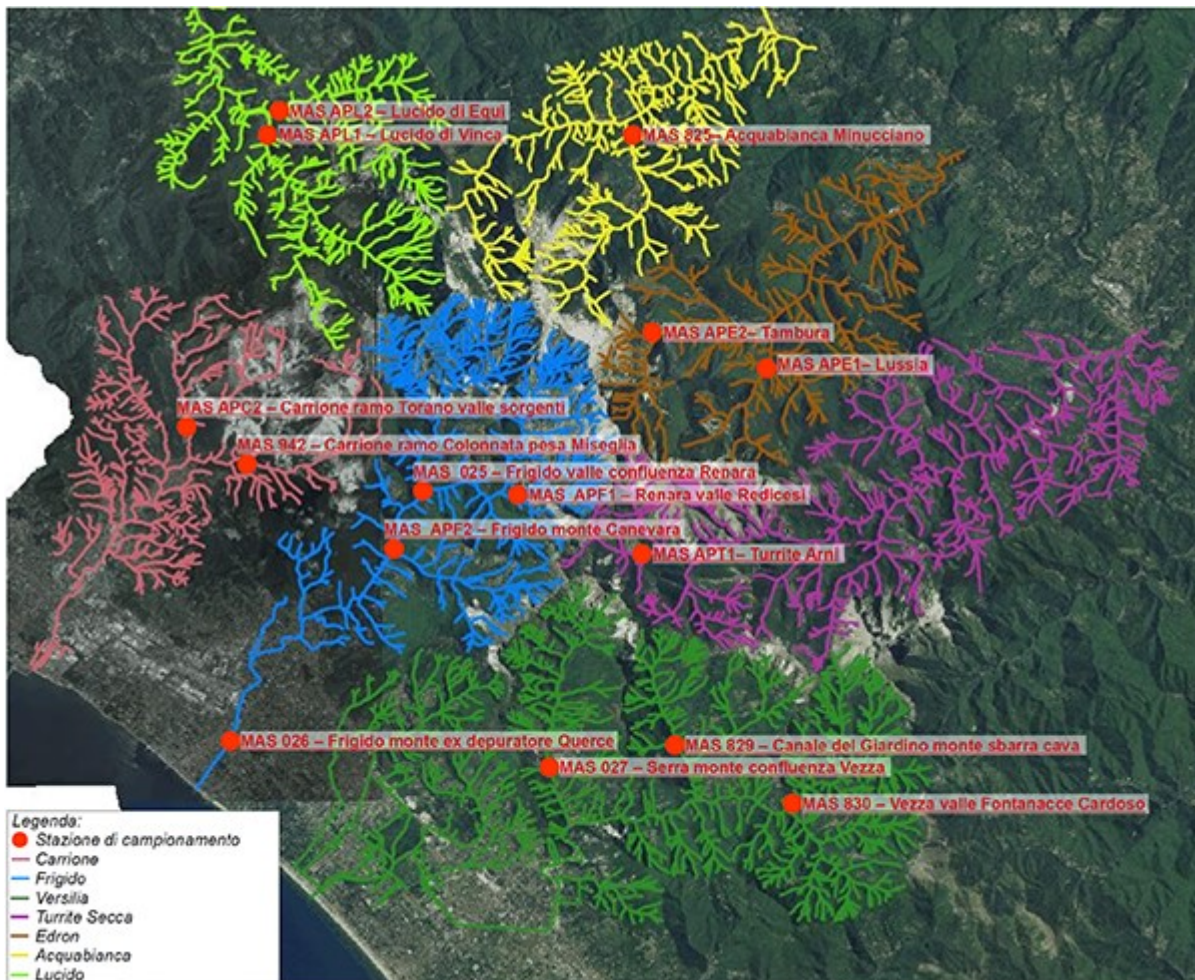 MAS APL2 – Lucido di Equi
MAS APL1 – Lucido di Vinca
MAS 825– Acquabianca Minucciano
MAS APE2– Tambura
MAS APE1– Lussia
MAS APC2 – Carrione ramo Torano valle sorgenti
MAS 942 – Carrione ramo Colonnata pesa Miseglia
MAS 025 – Frigido valle confluenza Renara
MAS APF1 – Renara valle Redicesi
MAS APF2 – Frigido monte Canevara
MAS APT1– Turrite Arni
MAS 026 – Frigido monte ex depuratore Querce
MAS 829 – Canale del Giardino monte sbarra cava
MAS 027 – Serra monte confluenza Vezza
MAS 830 – Vezza valle Fontanacce Cardoso
Legenda:
Stazione di campionamento
Carrione
Frigido
Versilia
Turrite Secca
Edron
Acquabianca
Lucido